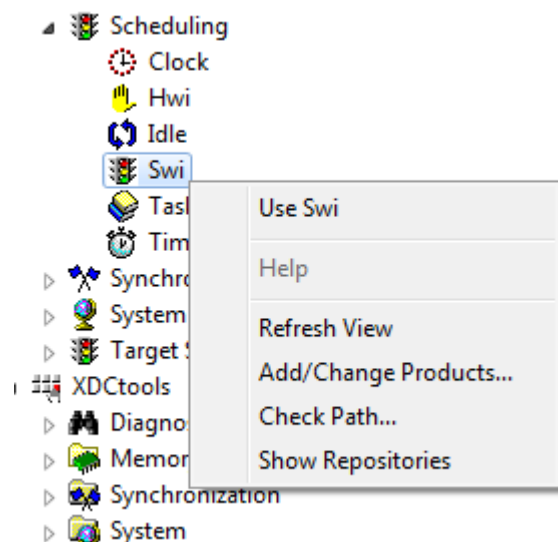 Scheduling
Clock
Hwi
Idle
Swi
Use Swi
Help
Refresh View
Add/Change Products...
Check Path...
Show Repositories
System
Target
XDCtools
Synchronization
System